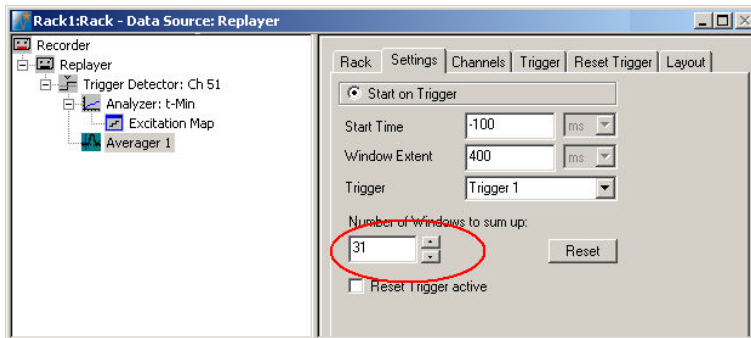 Rack1:Rack - Data Source: Replayer
Recorder
Replayer
Trigger Detector: Ch 51
Analyzer: t-Min
Excitation Map
Averager 1
Rack Settings Channels Trigger Reset Trigger Layout
Start on Trigger
Start Time -100 ms
Window Extent 400 ms
Trigger Trigger 1
Number of Windows to sum up:
31 Reset
Reset Trigger active